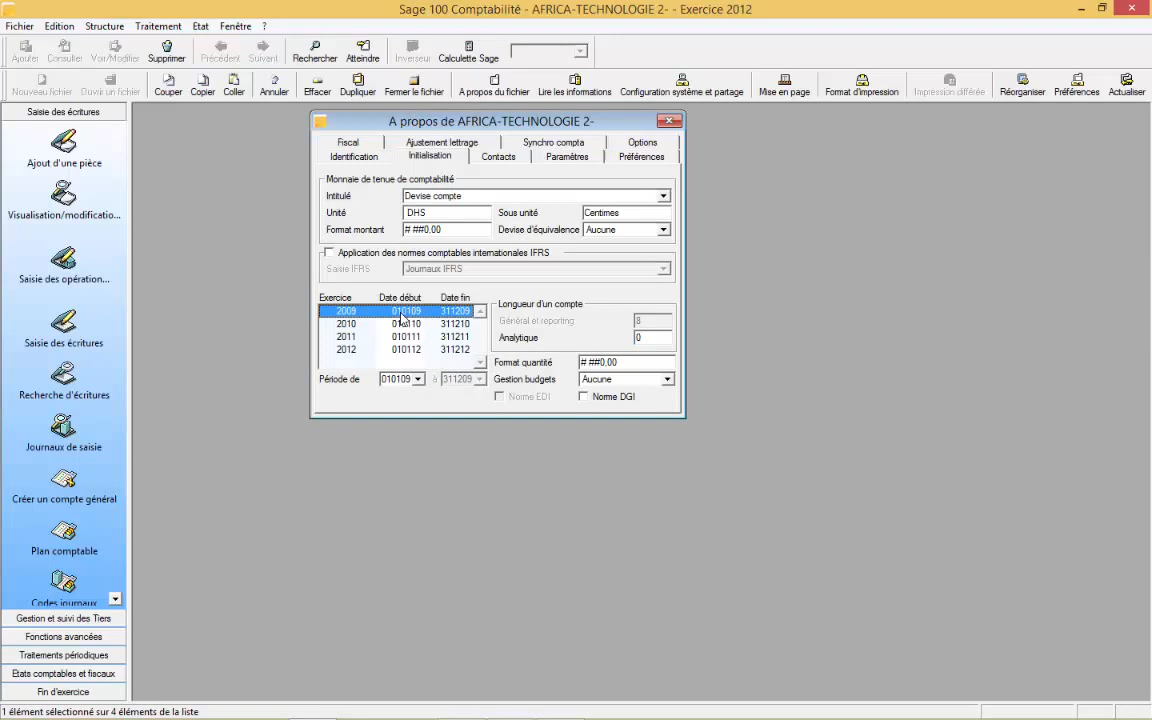 Sage 100 Comptabilité - AFRICA-TECHNOLOGIE 2- - Exercice 2012
Fichier Edition Structure Traitement Etat Fenêtre ?
Ajouter Consulter Voir/Modifier Supprimer Précédent Suivant Rechercher Atteindre Inverseur Calculette Sage
Nouveau fichier Ouvrir un fichier Couper Copier Coller Annuler Effacer Dupliquer Fermer le fichier A propos du fichier Lire les informations Configuration système et partage Mise en page Format d'impression Impression différée Réorganiser Préférences Actualiser
Saisie des écritures
Ajout d'une pièce
Visualisation/modificatio...
Saisie des opération...
Saisie des écritures
Recherche d'écritures
Journaux de saisie
Créer un compte général
Plan comptable
Codes journaux
Gestion et suivi des Tiers
Fonctions avancées
Traitements périodiques
Etats comptables et fiscaux
Fin d'exercice
A propos de AFRICA-TECHNOLOGIE 2-
Fiscal Ajustement lettrage Synchro compta Options
Identification Initialisation Contacts Paramètres Préférences
Monnaie de tenue de comptabilité
Intitulé Devise compte
Unité DHS Sous unité Centimes
Format montant # ##0.00 Devise d'équivalence Aucune
Application des normes comptables internationales IFRS
Saisie IFRS Journaux IFRS
Exercice Date début Date fin
2009 010109 311209
2010 010110 311210
2011 010111 311211
2012 010112 311212
Période de 010109 à 311209
Longueur d'un compte
Général et reporting 8
Analytique 0
Format quantité # ##0.00
Gestion budgets Aucune
Norme EDI Norme DGI
1 élément sélectionné sur 4 éléments de la liste